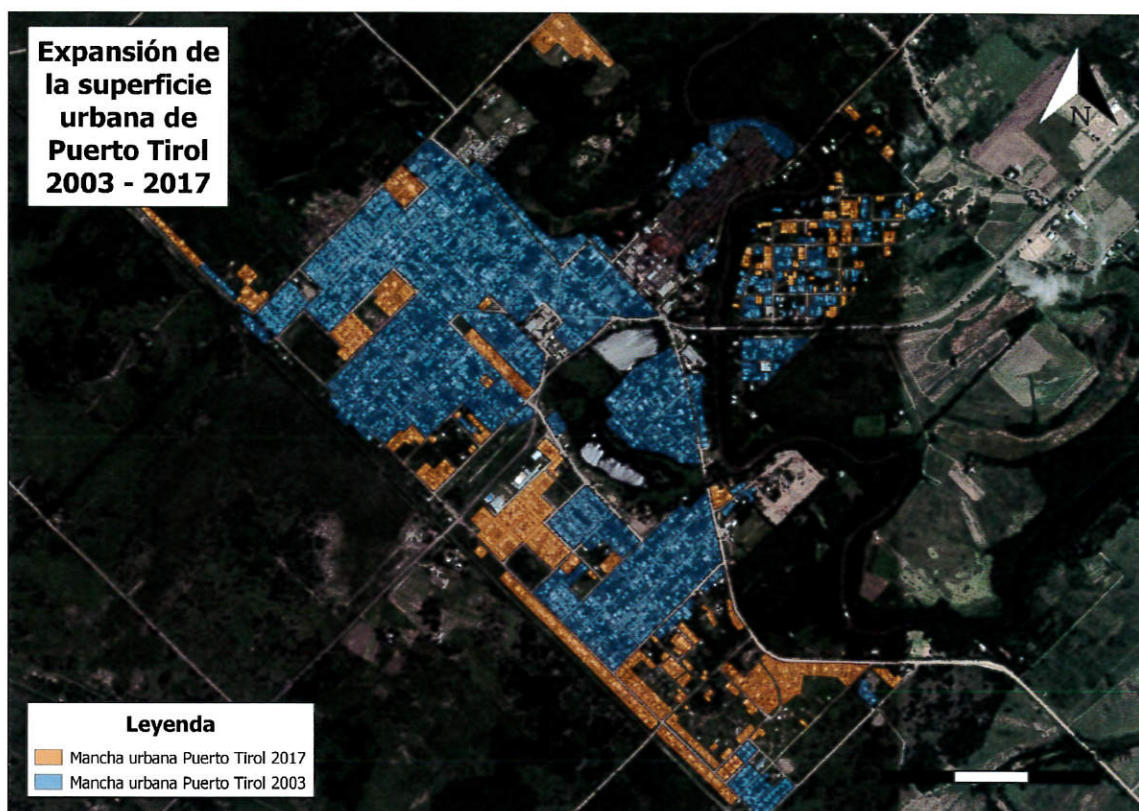 Expansión de
la superficie
urbana de
Puerto Tirol
2003 - 2017
N
Leyenda
Mancha urbana Puerto Tirol 2017
Mancha urbana Puerto Tirol 2003